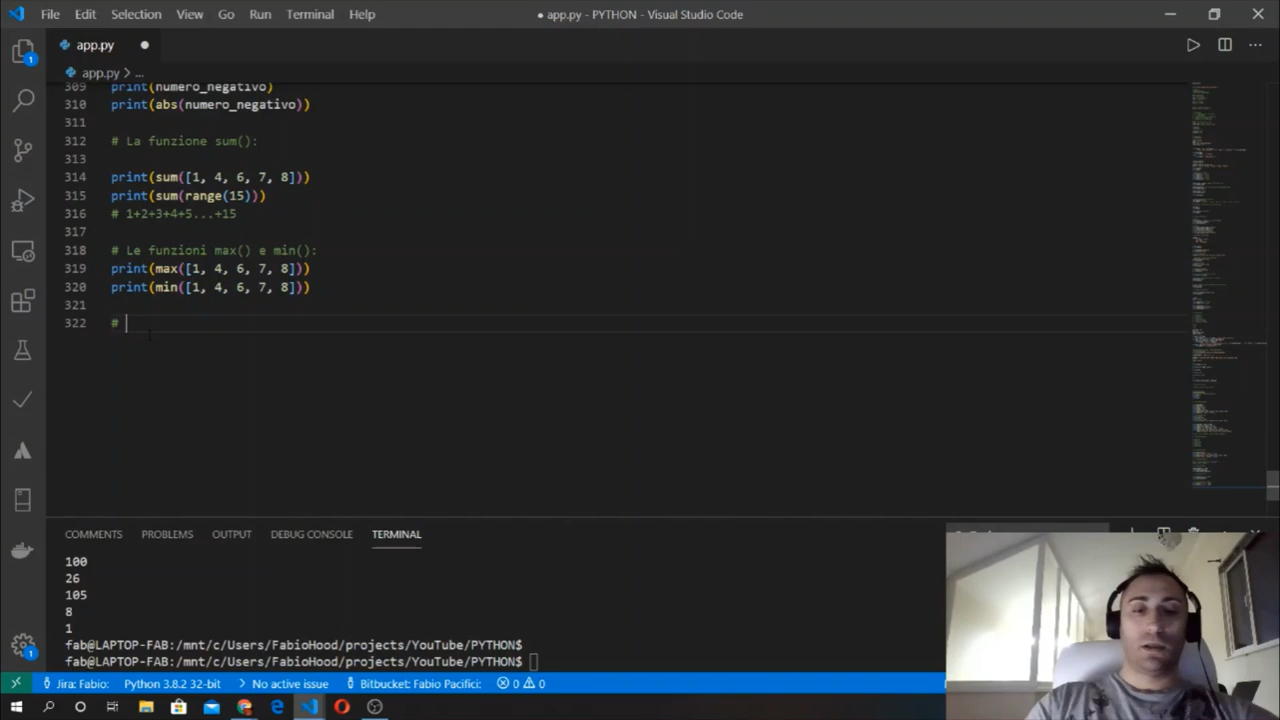 File Edit Selection View Go Run Terminal Help
● app.py - PYTHON - Visual Studio Code
app.py
app.py > ...
309 print(numero_negativo)
310 print(abs(numero_negativo))
311
312 # La funzione sum():
313
314 print(sum([1, 4, 6, 7, 8]))
315 print(sum(range(15)))
316 # 1+2+3+4+5...+15
317
318 # Le funzioni max() e min():
319 print(max([1, 4, 6, 7, 8]))
320 print(min([1, 4, 6, 7, 8]))
321
322 #
COMMENTS PROBLEMS OUTPUT DEBUG CONSOLE TERMINAL
100
26
105
8
1
fab@LAPTOP-FAB:/mnt/c/Users/FabioHood/projects/YouTube/PYTHON$
fab@LAPTOP-FAB:/mnt/c/Users/FabioHood/projects/YouTube/PYTHON$
Jira: Fabio: Python 3.8.2 32-bit > No active issue Bitbucket: Fabio Pacifici: 0 0
1
1